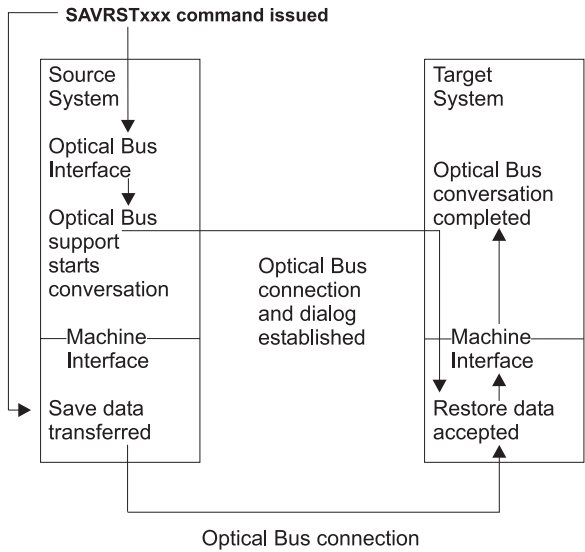 SAVRSTxxx command issued
Source
System
Optical Bus
Interface
Optical Bus
support
starts
conversation
Machine
Interface
Save data
transferred
Optical Bus
connection
and dialog
established
Target
System
Optical Bus
conversation
completed
Machine
Interface
Restore data
accepted
Optical Bus connection